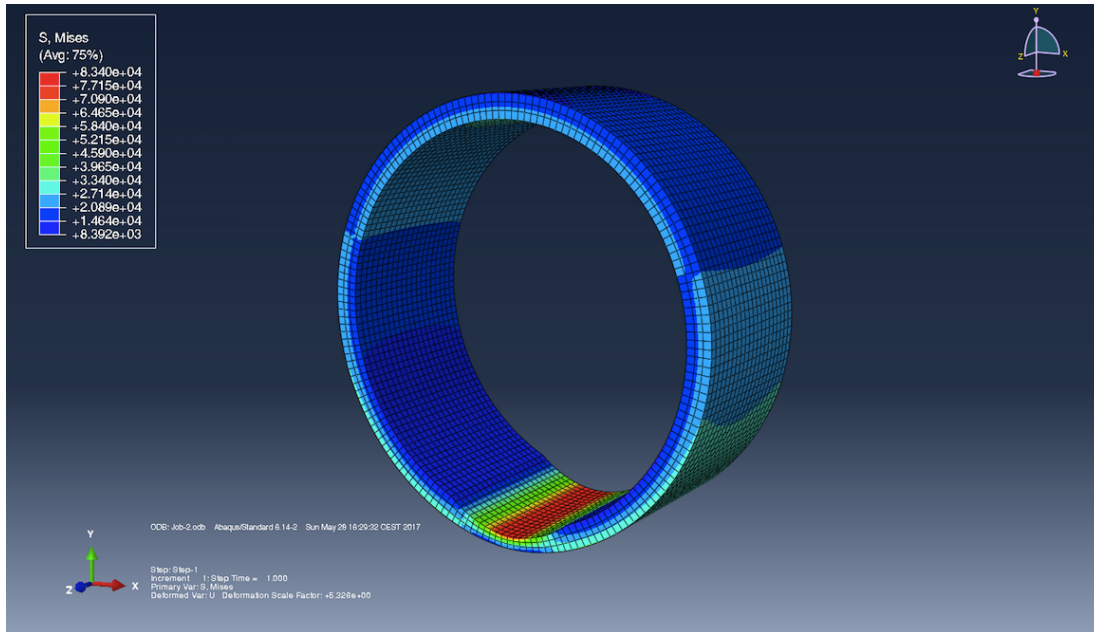 S, Mises
(Avg: 75%)
+8.340e+04
+7.715e+04
+7.090e+04
+6.465e+04
+5.840e+04
+5.215e+04
+4.590e+04
+3.965e+04
+3.340e+04
+2.714e+04
+2.089e+04
+1.464e+04
+8.392e+03
Y
Z X
ODB: Job-2.odb Abaqus/Standard 6.14-2 Sun May 28 16:29:32 CEST 2017
Y
Z X
Step: Step-1
Increment 1: Step Time = 1.000
Primary Var: S, Mises
Deformed Var: U Deformation Scale Factor: +5.326e+00